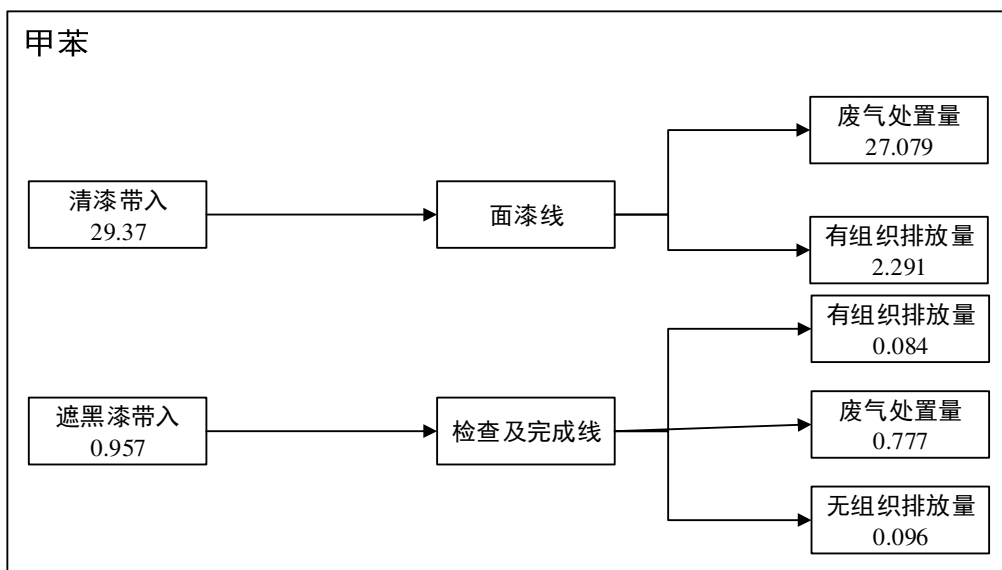 甲苯
清漆带入
29.37
面漆线
废气处置量
27.079
有组织排放量
2.291
遮黑漆带入
0.957
检查及完成线
有组织排放量
0.084
废气处置量
0.777
无组织排放量
0.096